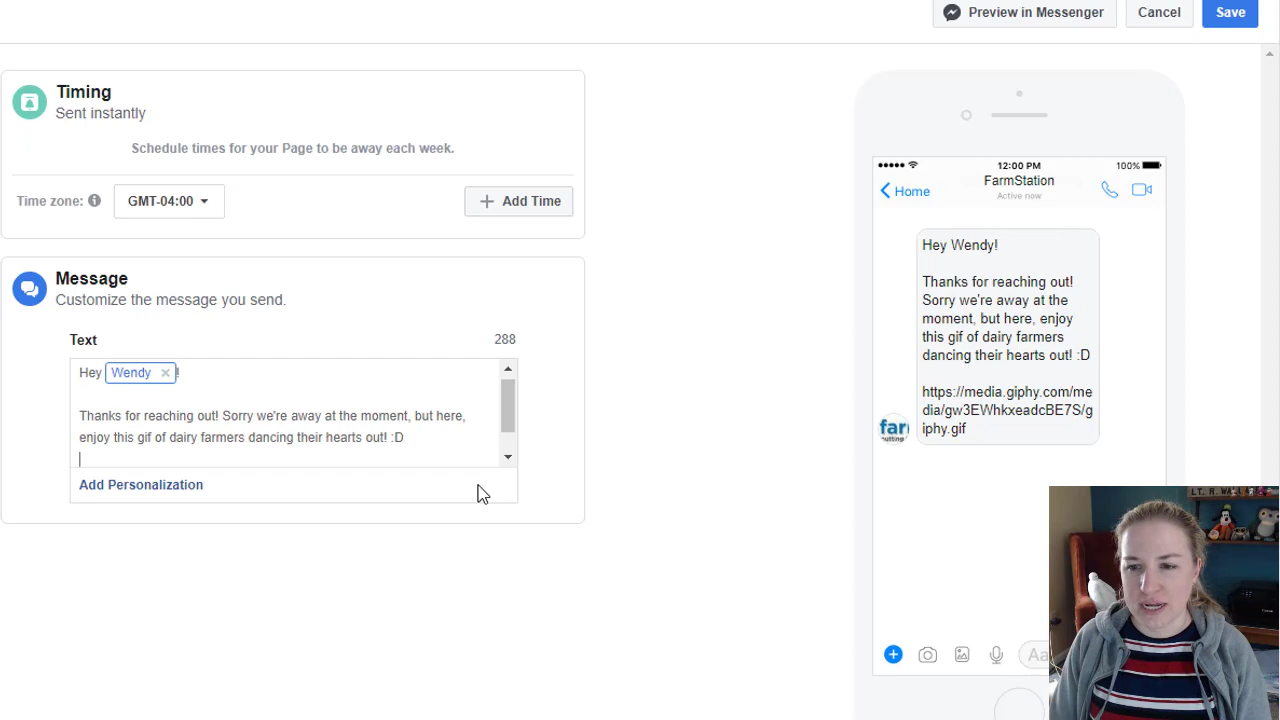 Preview in Messenger
Cancel
Save
Timing
Sent instantly
Schedule times for your Page to be away each week.
Time zone:
GMT-04:00
Add Time
Message
Customize the message you send.
Text
288
Hey Wendy !
Thanks for reaching out! Sorry we're away at the moment, but here,
enjoy this gif of dairy farmers dancing their hearts out! :D
Add Personalization
12:00 PM
100%
Home
FarmStation
Active now
Hey Wendy!
Thanks for reaching out!
Sorry we're away at the
moment, but here, enjoy
this gif of dairy farmers
dancing their hearts out! :D
https://media.giphy.com/me
dia/gw3EWhkxeadcBE7S/g
iphy.gif
far
Aa